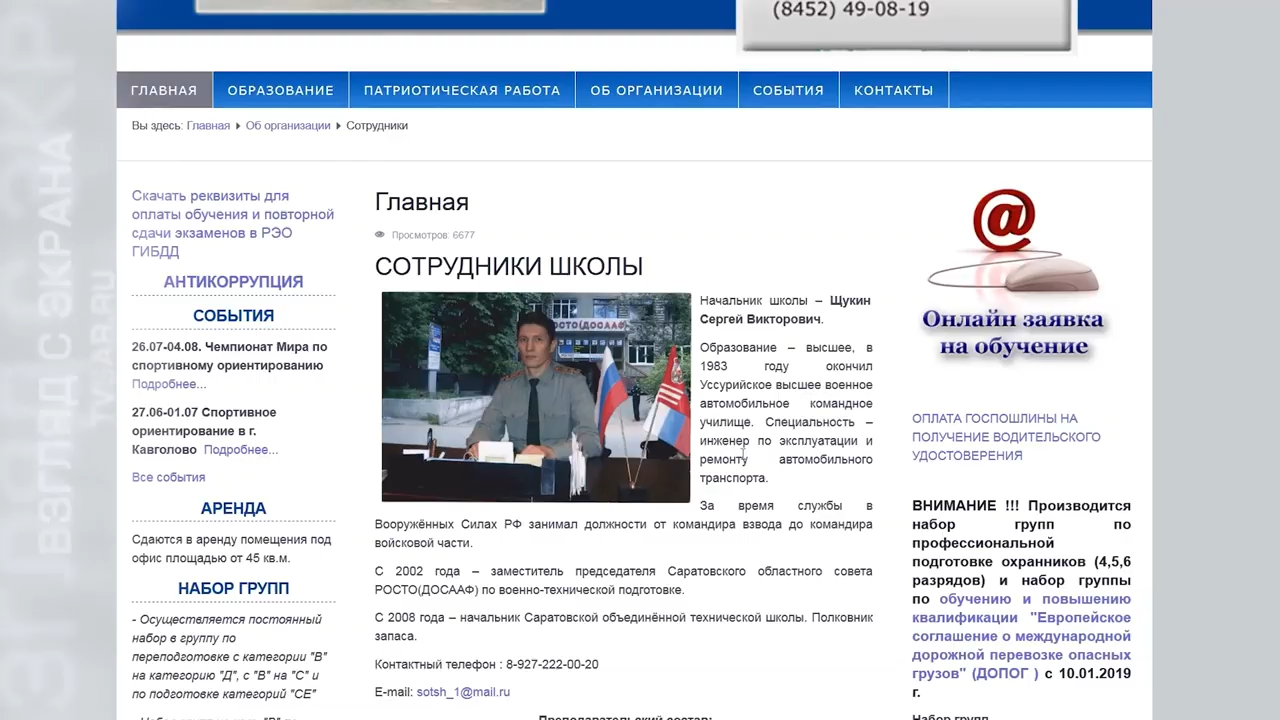 (8452) 49-08-19
ГЛАВНАЯ ОБРАЗОВАНИЕ ПАТРИОТИЧЕСКАЯ РАБОТА ОБ ОРГАНИЗАЦИИ СОБЫТИЯ КОНТАКТЫ
Вы здесь: Главная Об организации Сотрудники
Скачать реквизиты для
оплаты обучения и повторной
сдачи экзаменов в РЭО
ГИБДД
АНТИКОРРУПЦИЯ
СОБЫТИЯ
26.07-04.08. Чемпионат Мира по
спортивному ориентированию
Подробнее...
27.06-01.07 Спортивное
ориентирование в г.
Кавголово Подробнее...
Все события
АРЕНДА
Сдаются в аренду помещения под
офис площадью от 45 кв.м.
НАБОР ГРУПП
- Осуществляется постоянный
набор в группу по
переподготовке с категории "В"
на категорию "Д", с "В" на "С" и
по подготовке категорий "СЕ"
Главная
Просмотров: 6677
СОТРУДНИКИ ШКОЛЫ
РОСТО(ДОСААФ)
Начальник школы – Щукин
Сергей Викторович.
Образование – высшее, в
1983 году окончил
Уссурийское высшее военное
автомобильное командное
училище. Специальность –
инженер по эксплуатации и
ремонту автомобильного
транспорта.
За время службы в
Вооружённых Силах РФ занимал должности от командира взвода до командира
войсковой части.
С 2002 года – заместитель председателя Саратовского областного совета
РОСТО(ДОСААФ) по военно-технической подготовке.
С 2008 года – начальник Саратовской объединённой технической школы. Полковник
запаса.
Контактный телефон : 8-927-222-00-20
E-mail: sotsh_1@mail.ru
Преподавательский состав:
@
Онлайн заявка
на обучение
ОПЛАТА ГОСПОШЛИНЫ НА
ПОЛУЧЕНИЕ ВОДИТЕЛЬСКОГО
УДОСТОВЕРЕНИЯ
ВНИМАНИЕ !!! Производится
набор групп по
профессиональной
подготовке охранников (4,5,6
разрядов) и набор группы
по обучению и повышению
квалификации "Европейское
соглашение о международной
дорожной перевозке опасных
грузов" (ДОПОГ ) с 10.01.2019
г.
Набор групп
ВЗГЛЯД С ЭКРАНА